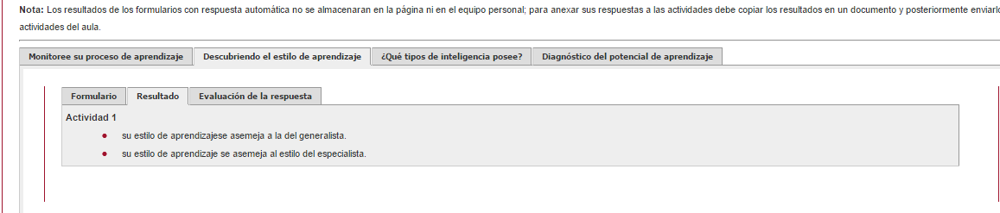 Nota: Los resultados de los formularios con respuesta automática no se almacenaran en la página ni en el equipo personal; para anexar sus respuestas a las actividades debe copiar los resultados en un documento y posteriormente
actividades del aula.
Monitoree su proceso de aprendizaje Descubriendo el estilo de aprendizaje ¿Qué tipos de inteligencia posee? Diagnóstico del potencial de aprendizaje
Formulario Resultado Evaluación de la respuesta
Actividad 1
su estilo de aprendizajese asemeja a la del generalista.
su estilo de aprendizaje se asemeja al estilo del especialista.